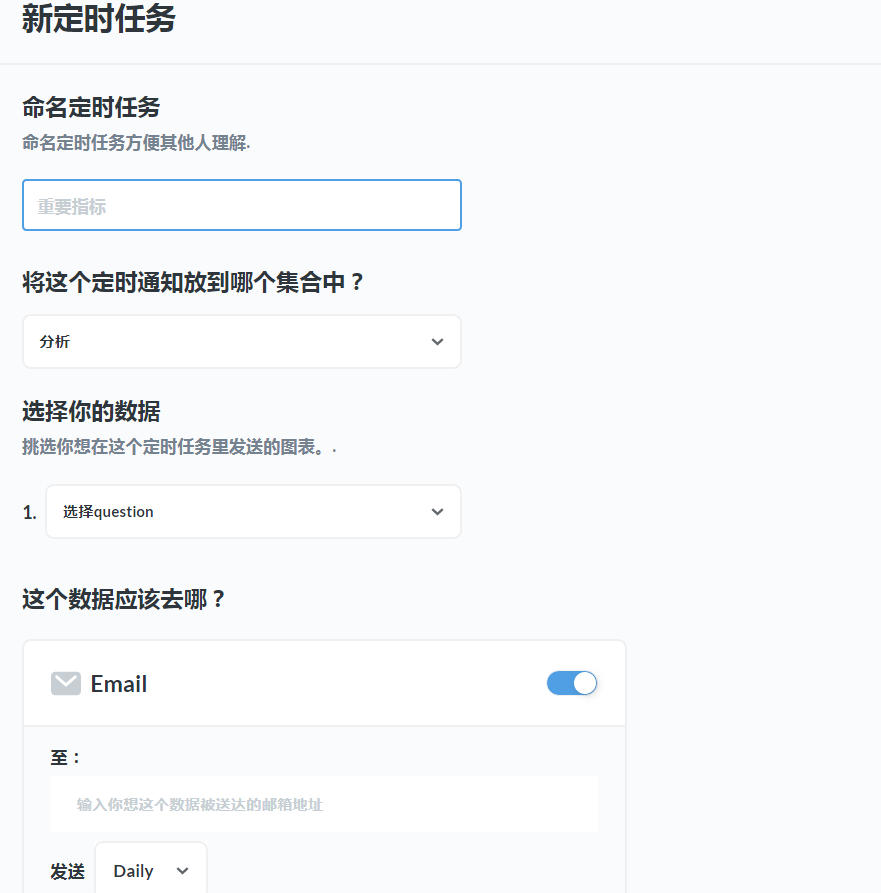 新定时任务
命名定时任务
命名定时任务方便其他人理解.
重要指标
将这个定时通知放到哪个集合中？
分析
选择你的数据
挑选你想在这个定时任务里发送的图表。.
1. 选择question
这个数据应该去哪？
Email
至：
输入你想这个数据被送达的邮箱地址
发送 Daily